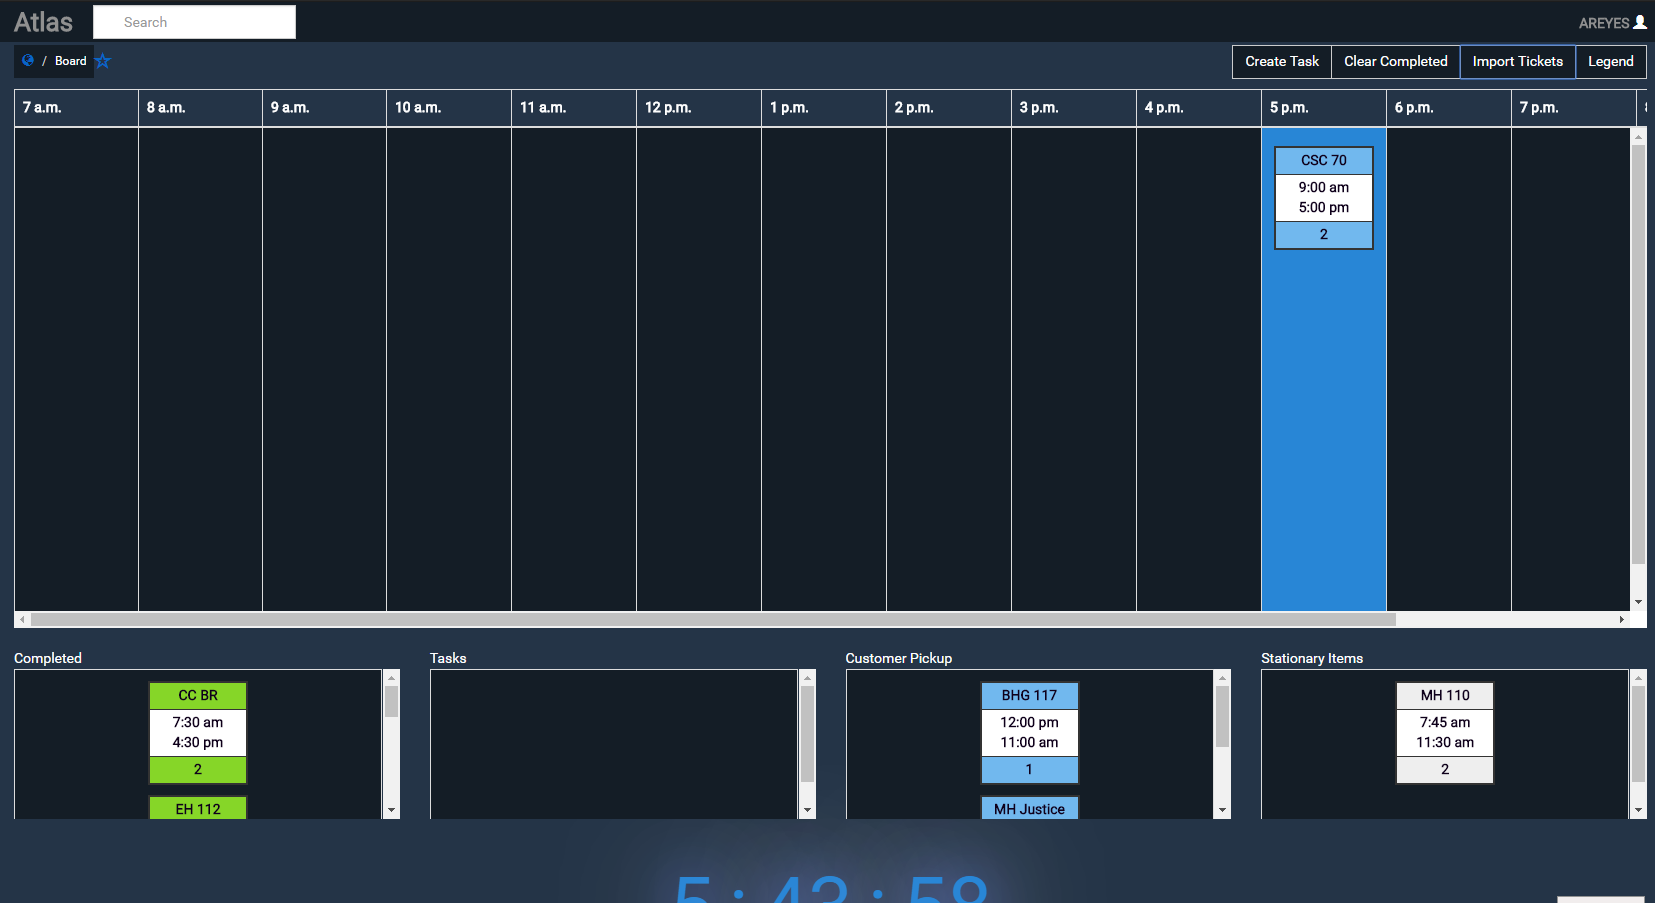 Atlas
Search
AREYES
/ Board
Create Task
Clear Completed
Import Tickets
Legend
7 a.m.
8 a.m.
9 a.m.
10 a.m.
11 a.m.
12 p.m.
1 p.m.
2 p.m.
3 p.m.
4 p.m.
5 p.m.
6 p.m.
7 p.m.
CSC 70
9:00 am
5:00 pm
2
Completed
CC BR
7:30 am
4:30 pm
2
EH 112
Tasks
Customer Pickup
BHG 117
12:00 pm
11:00 am
1
MH Justice
Stationary Items
MH 110
7:45 am
11:30 am
2
5 : 43 : 58